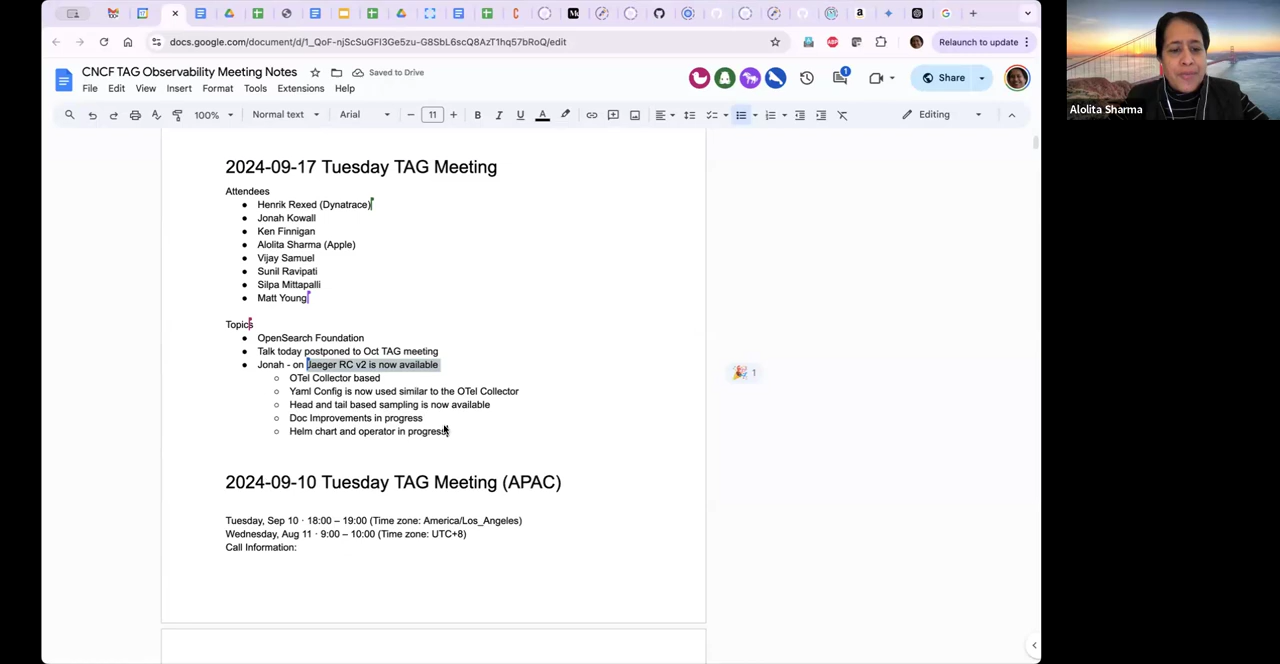 docs.google.com/document/d/1_QoF-njScSuGFl3Ge5zu-G8SbL6scQ8AzT1hq57bRoQ/edit
Relaunch to update
CNCF TAG Observability Meeting Notes
Saved to Drive
File Edit View Insert Format Tools Extensions Help
1
Share
100%
Normal text
Arial
11
Editing
2024-09-17 Tuesday TAG Meeting
Attendees
● Henrik Rexed (Dynatrace)
● Jonah Kowall
● Ken Finnigan
● Alolita Sharma (Apple)
● Vijay Samuel
● Sunil Ravipati
● Silpa Mittapalli
● Matt Young
Topics
● OpenSearch Foundation
● Talk today postponed to Oct TAG meeting
● Jonah - on Jaeger RC v2 is now available
○ OTel Collector based
○ Yaml Config is now used similar to the OTel Collector
○ Head and tail based sampling is now available
○ Doc Improvements in progress
○ Helm chart and operator in progress
1
2024-09-10 Tuesday TAG Meeting (APAC)
Tuesday, Sep 10 · 18:00 – 19:00 (Time zone: America/Los_Angeles)
Wednesday, Aug 11 · 9:00 – 10:00 (Time zone: UTC+8)
Call Information:
Alolita Sharma